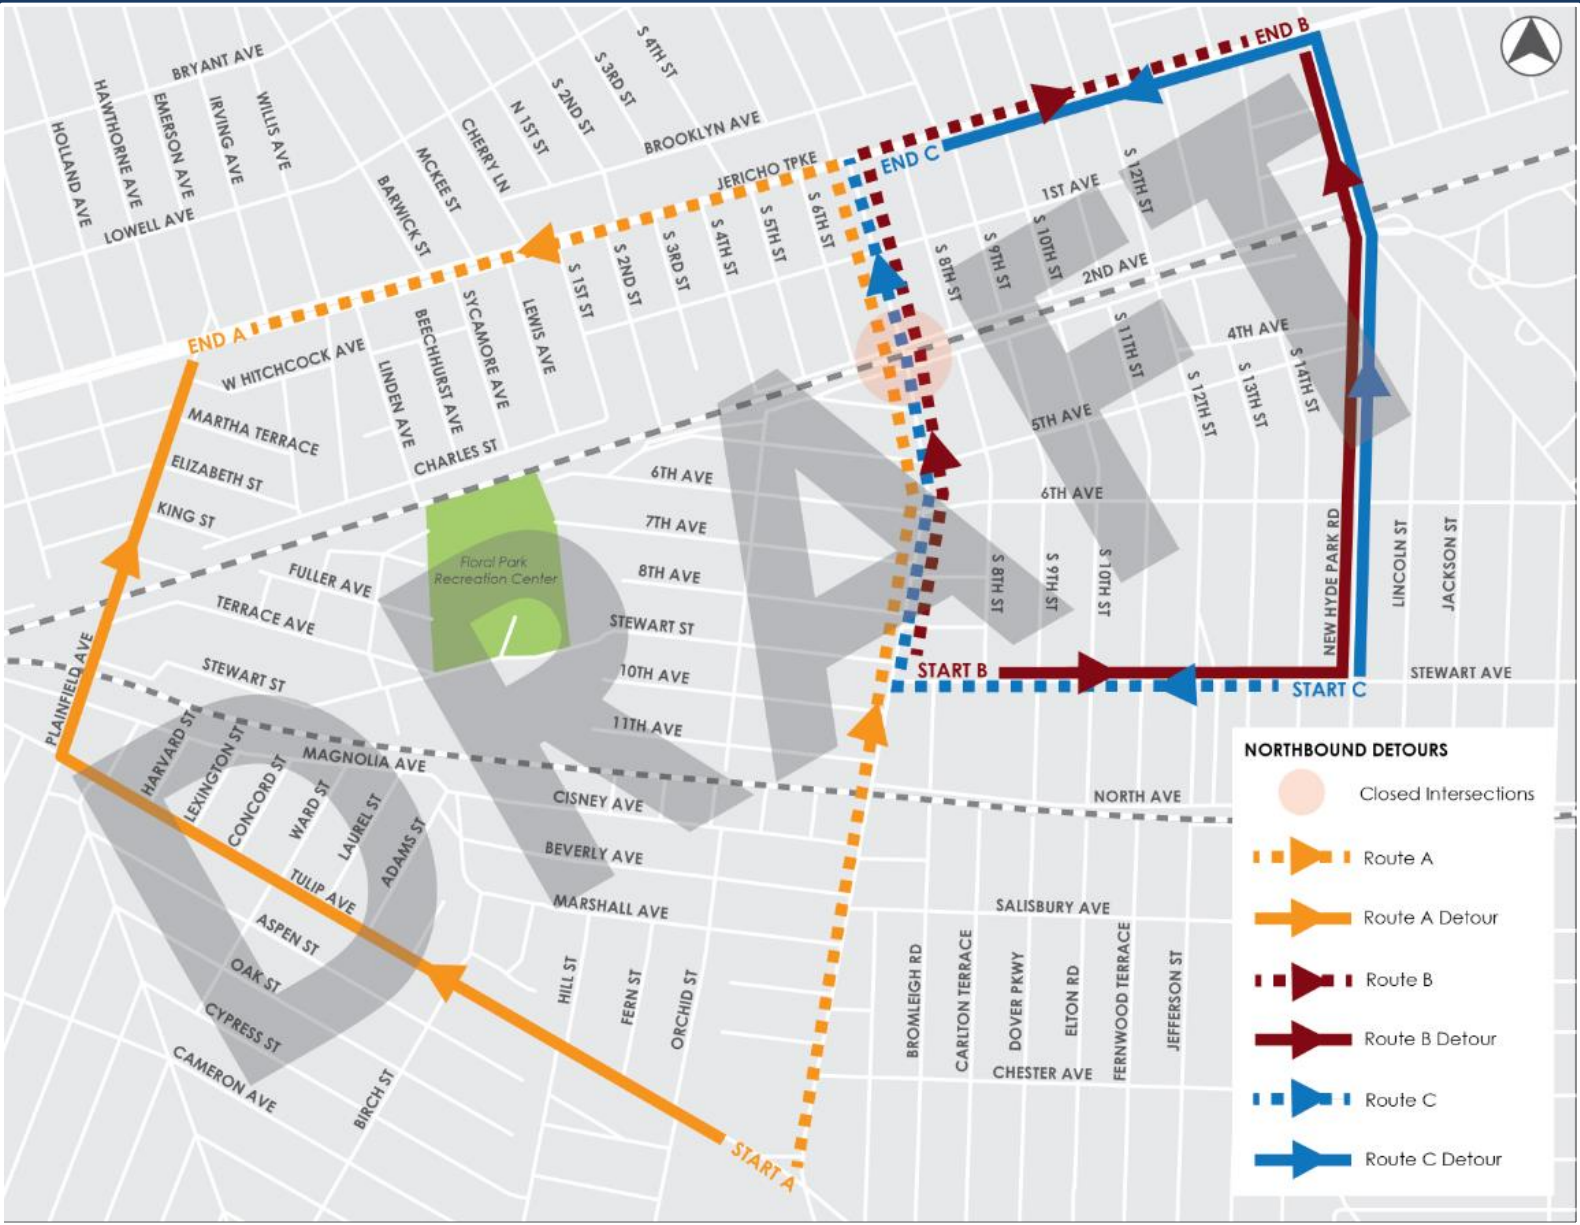 END B
S 4TH ST
S 3RD ST
S 2ND ST
N 1ST ST
CHERRY LN
MCKEE ST
BARWICK ST
BRYANT AVE
HOLLAND AVE
HAWTHORNE AVE
EMERSON AVE
IRVING AVE
WILLIS AVE
LOWELL AVE
BROOKLYN AVE
JERICHO TPKE
END C
1ST AVE
S 12TH ST
S 6TH ST
S 5TH ST
S 4TH ST
S 3RD ST
S 2ND ST
S 1ST ST
S 8TH ST
S 9TH ST
S 10TH ST
2ND AVE
END A
W HITCHCOCK AVE
LINDEN AVE
BEECHHURST AVE
SYCAMORE AVE
LEWIS AVE
S 11TH ST
4TH AVE
S 12TH ST
S 13TH ST
S 14TH ST
5TH AVE
MARTHA TERRACE
ELIZABETH ST
KING ST
CHARLES ST
6TH AVE
6TH AVE
7TH AVE
8TH AVE
Floral Park
Recreation Center
FULLER AVE
TERRACE AVE
STEWART ST
STEWART ST
10TH AVE
11TH AVE
S 8TH ST
S 9TH ST
S 10TH ST
NEW HYDE PARK RD
LINCOLN ST
JACKSON ST
START B
START C
STEWART AVE
PLAINFIELD AVE
HARVARD ST
LEXINGTON ST
CONCORD ST
WARD ST
LAUREL ST
ADAMS ST
MAGNOLIA AVE
CISNEY AVE
BEVERLY AVE
MARSHALL AVE
NORTH AVE
SALISBURY AVE
TULIP AVE
ASPEN ST
OAK ST
CYPRESS ST
CAMERON AVE
BIRCH ST
HILL ST
FERN ST
ORCHID ST
BROMLEIGH RD
CARLTON TERRACE
DOVER PKWY
ELTON RD
FERNWOOD TERRACE
JEFFERSON ST
CHESTER AVE
START A
DRAFT
NORTHBOUND DETOURS
Closed Intersections
Route A
Route A Detour
Route B
Route B Detour
Route C
Route C Detour